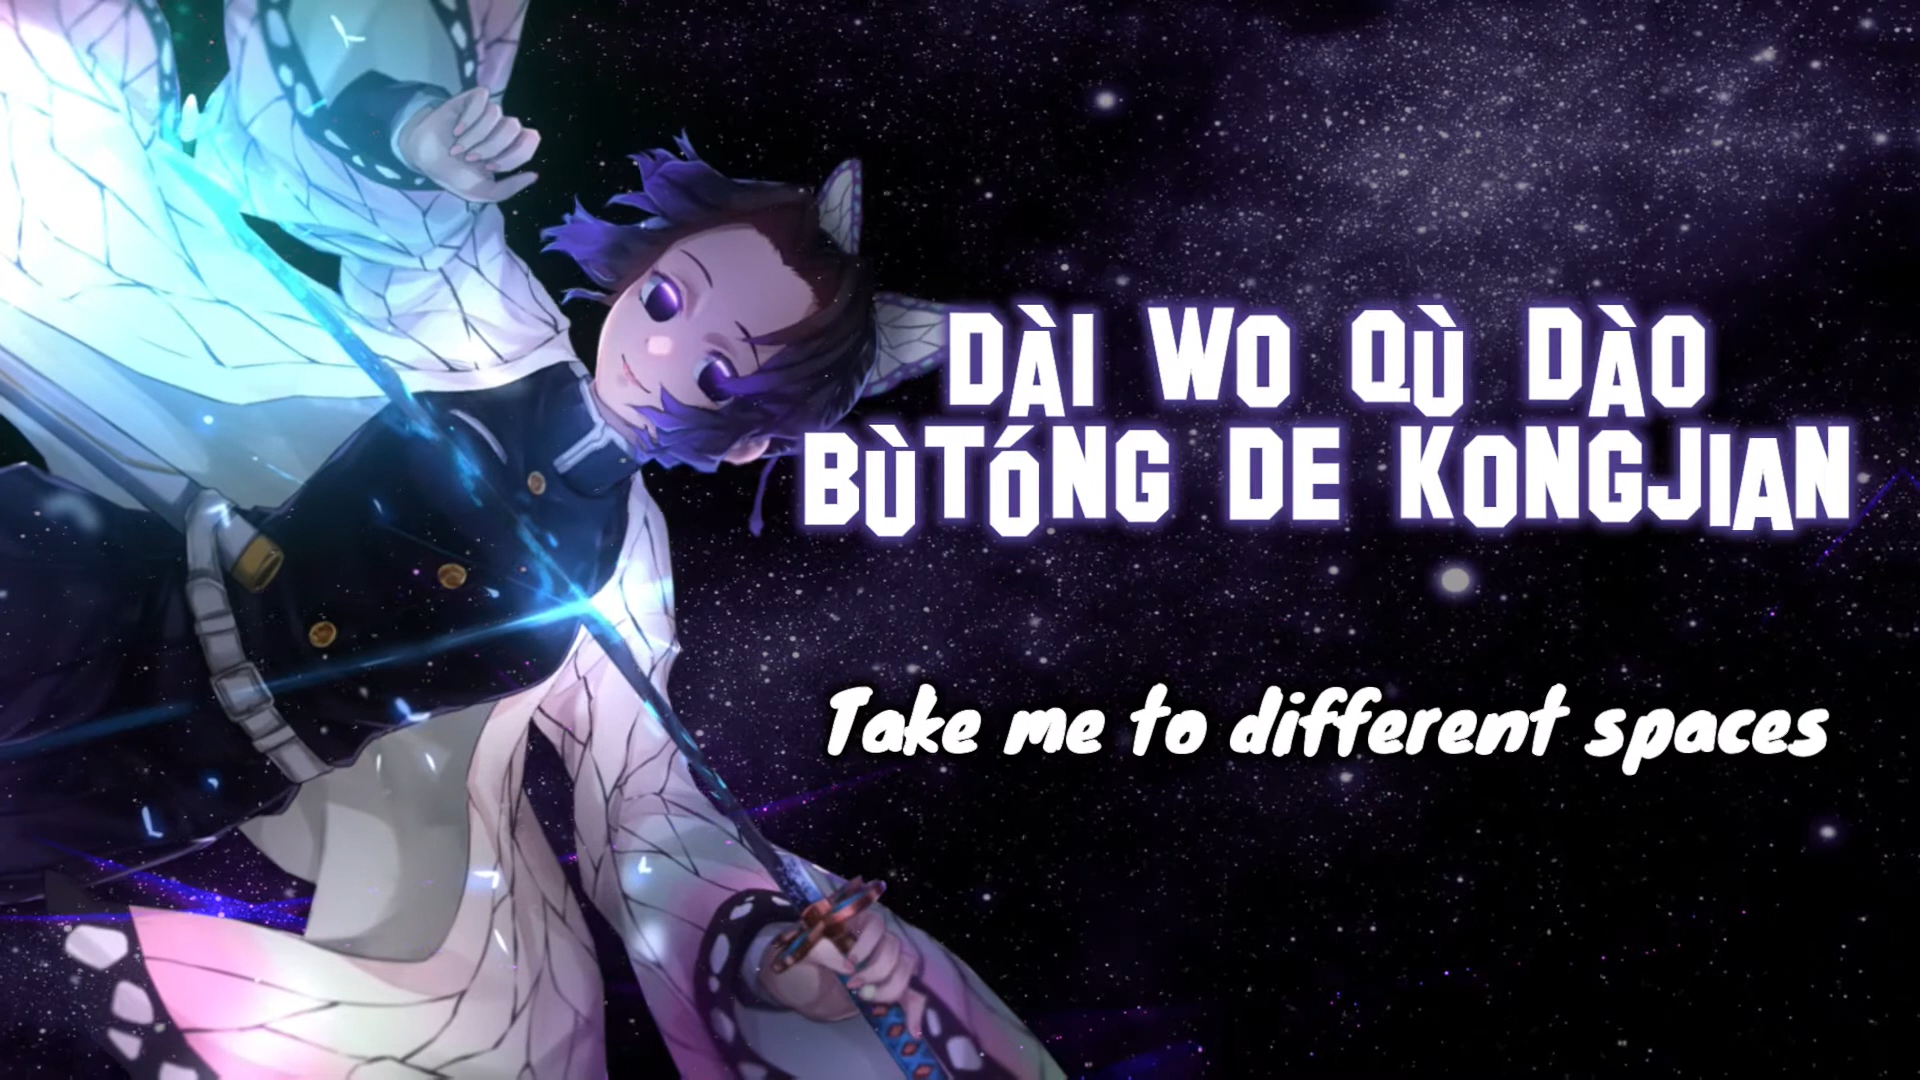 DÀI WO QÙ DÀO
BÙTÓNG DE KONGJIAN
Take me to different spaces